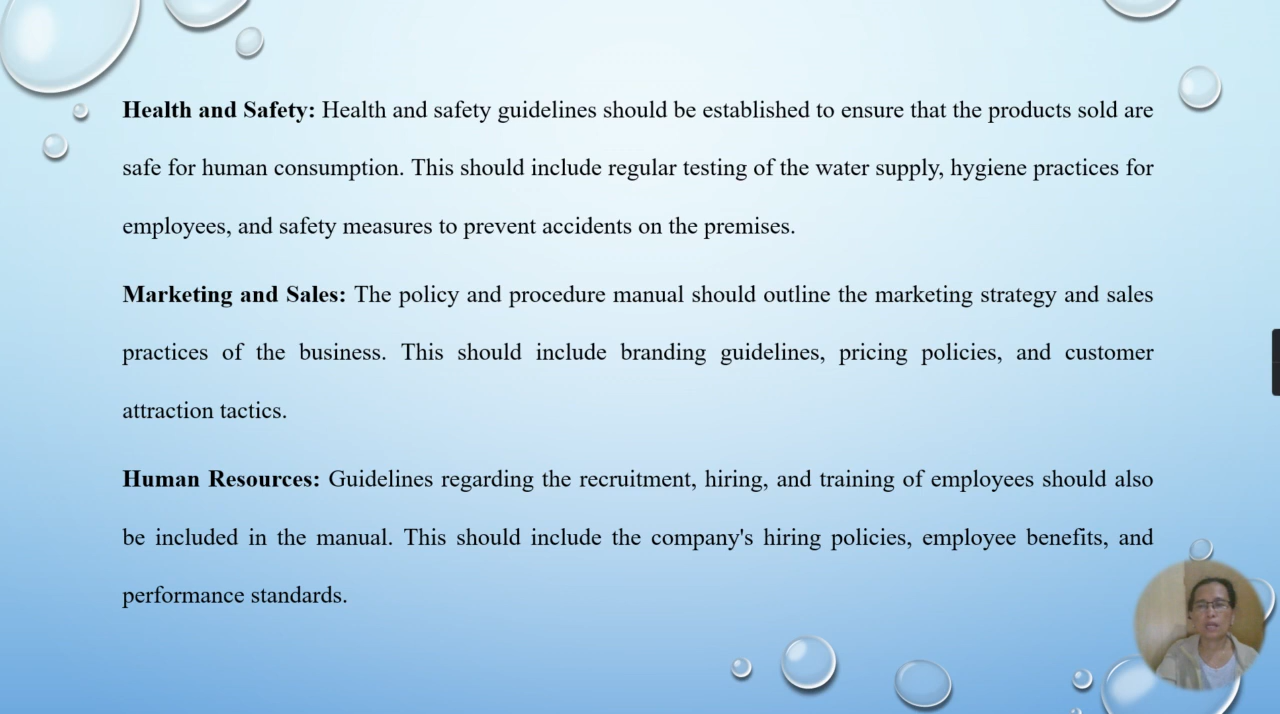 Health and Safety: Health and safety guidelines should be established to ensure that the products sold are
safe for human consumption. This should include regular testing of the water supply, hygiene practices for
employees, and safety measures to prevent accidents on the premises.
Marketing and Sales: The policy and procedure manual should outline the marketing strategy and sales
practices of the business. This should include branding guidelines, pricing policies, and customer
attraction tactics.
Human Resources: Guidelines regarding the recruitment, hiring, and training of employees should also
be included in the manual. This should include the company's hiring policies, employee benefits, and
performance standards.